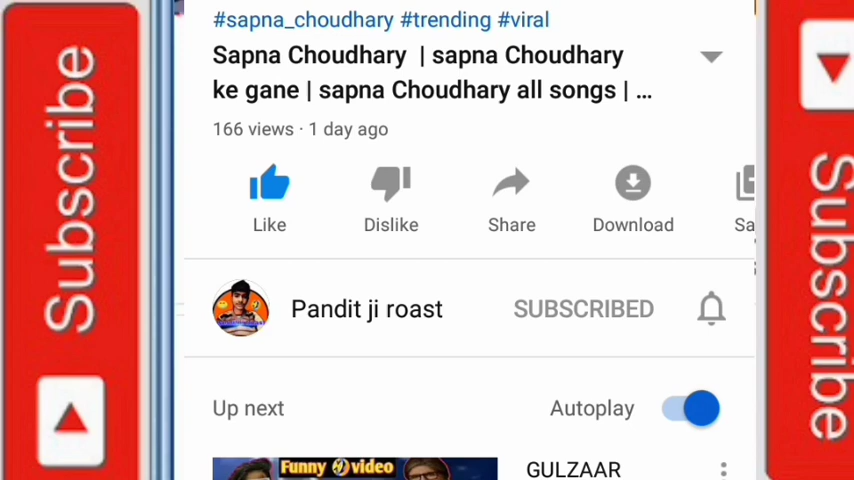 #sapna_choudhary #trending #viral
Sapna Choudhary | sapna Choudhary
ke gane | sapna Choudhary all songs | ...
166 views · 1 day ago
Like
Dislike
Share
Download
Sa
Pandit ji roast
SUBSCRIBED
Up next
Autoplay
Funny video
GULZAAR
Subscribe
Subscribe